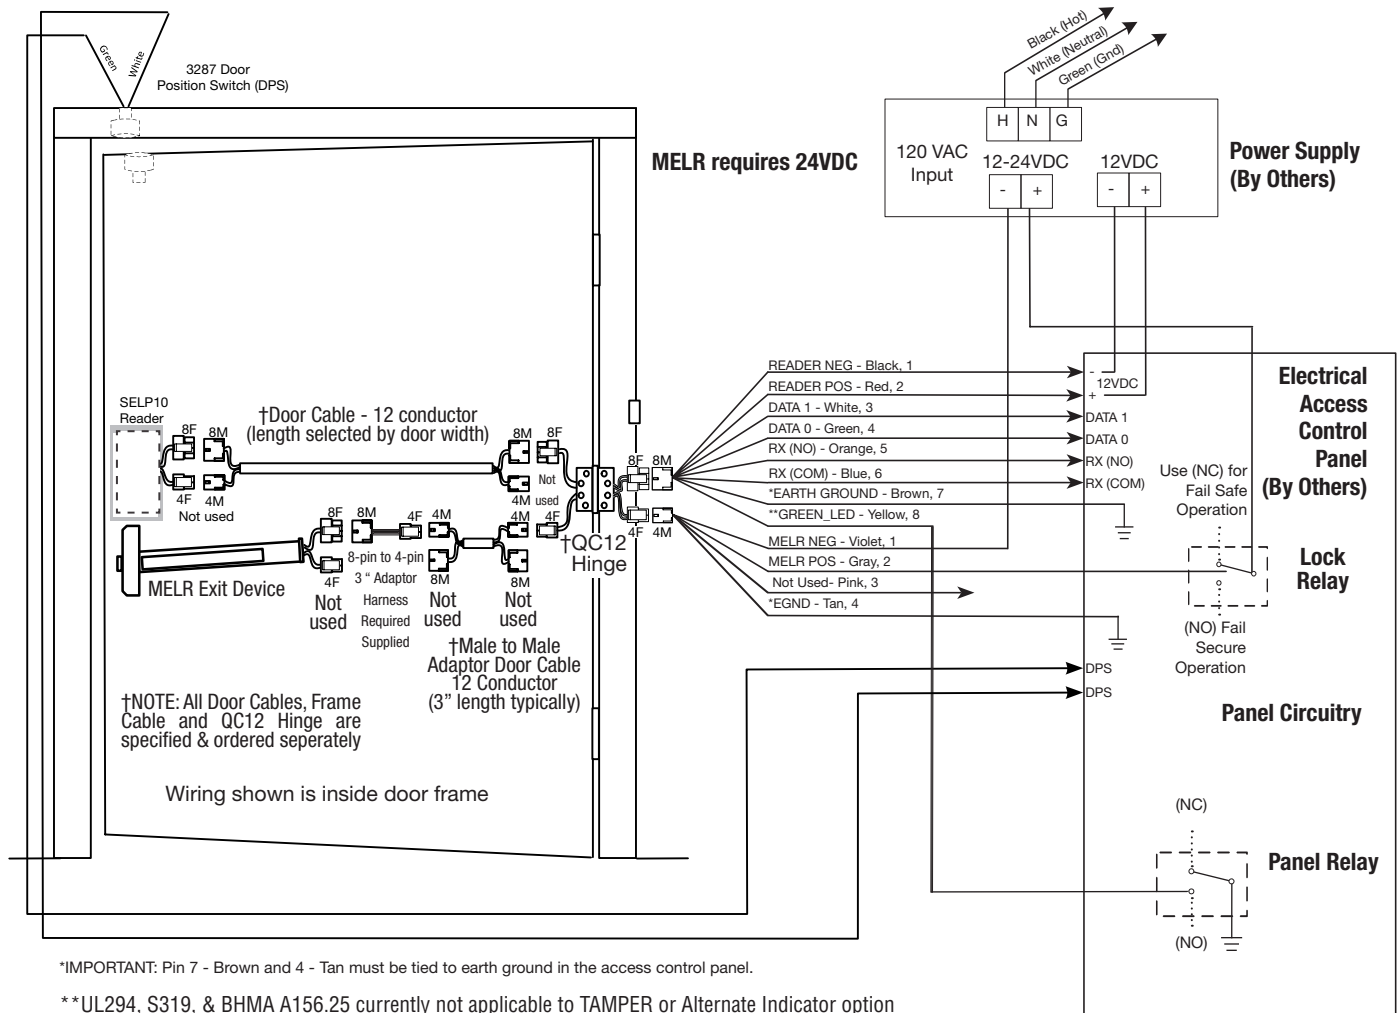 Green
White
3287 Door
Position Switch (DPS)
Black (Hot)
White (Neutral)
Green (Gnd)
MELR requires 24VDC
H N G
120 VAC
Input
12-24VDC
- +
12VDC
- +
Power Supply
(By Others)
READER NEG - Black, 1
READER POS - Red, 2
DATA 1 - White, 3
DATA 0 - Green, 4
RX (NO) - Orange, 5
RX (COM) - Blue, 6
*EARTH GROUND - Brown, 7
**GREEN_LED - Yellow, 8
MELR NEG - Violet, 1
MELR POS - Gray, 2
Not Used- Pink, 3
*EGND - Tan, 4
-
12VDC
+
DATA 1
DATA 0
RX (NO)
RX (COM)
DPS
DPS
Electrical
Access
Control
Panel
(By Others)
Use (NC) for
Fail Safe
Operation
Lock
Relay
(NO) Fail
Secure
Operation
Panel Circuitry
(NC)
Panel Relay
(NO)
SELP10
Reader
8F 8M
4F 4M
Not used
†Door Cable - 12 conductor
(length selected by door width)
8M 8F
4M
Not
used
4F
8F 8M
4F 4M
†QC12
Hinge
MELR Exit Device
8F 8M 4F 4M 4M
4F
Not
used
8-pin to 4-pin
3 “ Adaptor
Harness
Required
Supplied
8M
Not
used
8M
Not
used
†Male to Male
Adaptor Door Cable
12 Conductor
(3” length typically)
†NOTE: All Door Cables, Frame
Cable and QC12 Hinge are
specified & ordered seperately
Wiring shown is inside door frame
*IMPORTANT: Pin 7 - Brown and 4 - Tan must be tied to earth ground in the access control panel.
**UL294, S319, & BHMA A156.25 currently not applicable to TAMPER or Alternate Indicator option